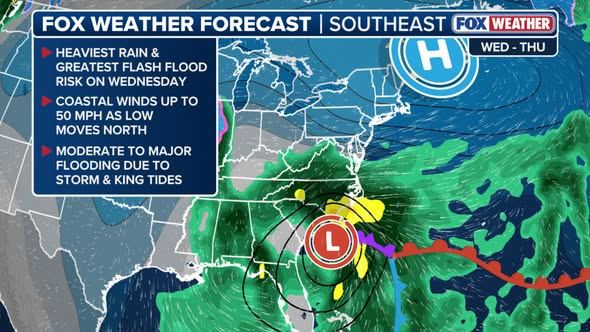 FOX WEATHER FORECAST | SOUTHEAST FOX WEATHER
WED - THU
HEAVIEST RAIN &
GREATEST FLASH FLOOD
RISK ON WEDNESDAY
COASTAL WINDS UP TO
50 MPH AS LOW
MOVES NORTH
MODERATE TO MAJOR
FLOODING DUE TO
STORM & KING TIDES
H
L